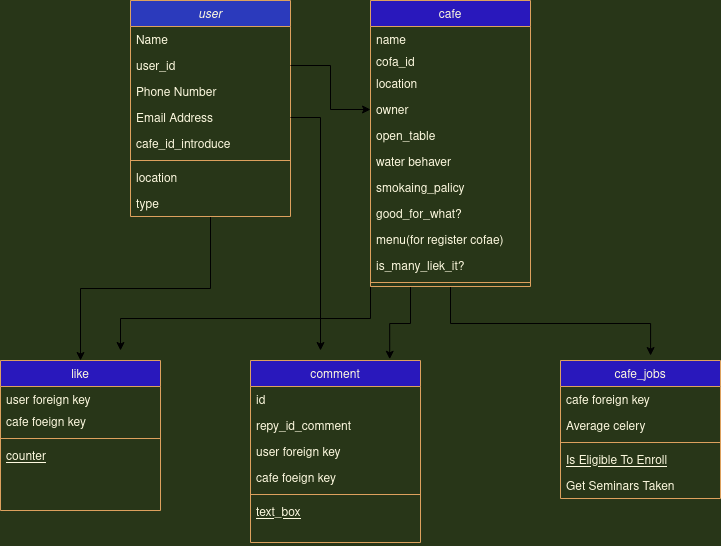 user
Name
user_id
Phone Number
Email Address
cafe_id_introduce
location
type
cafe
name
cofa_id
location
owner
open_table
water behaver
smokaing_palicy
good_for_what?
menu(for register cofae)
is_many_liek_it?
like
user foreign key
cafe foeign key
counter
comment
id
repy_id_comment
user foreign key
cafe foeign key
text_box
cafe_jobs
cafe foreign key
Average celery
Is Eligible To Enroll
Get Seminars Taken